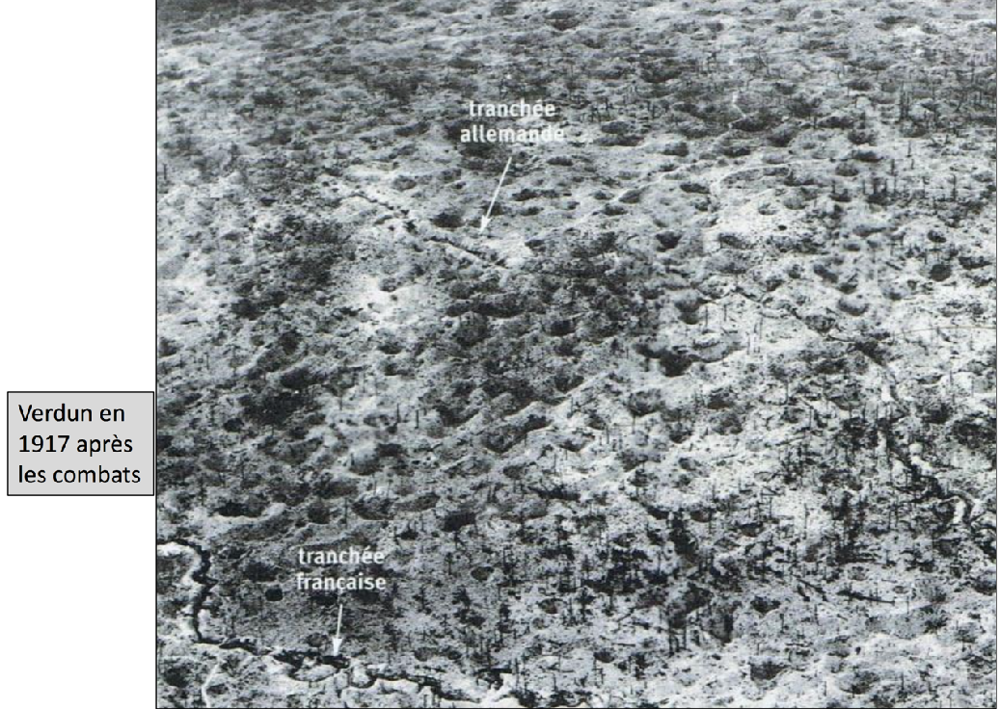 tranchée
allemande
Verdun en
1917 après
les combats
tranchée
française